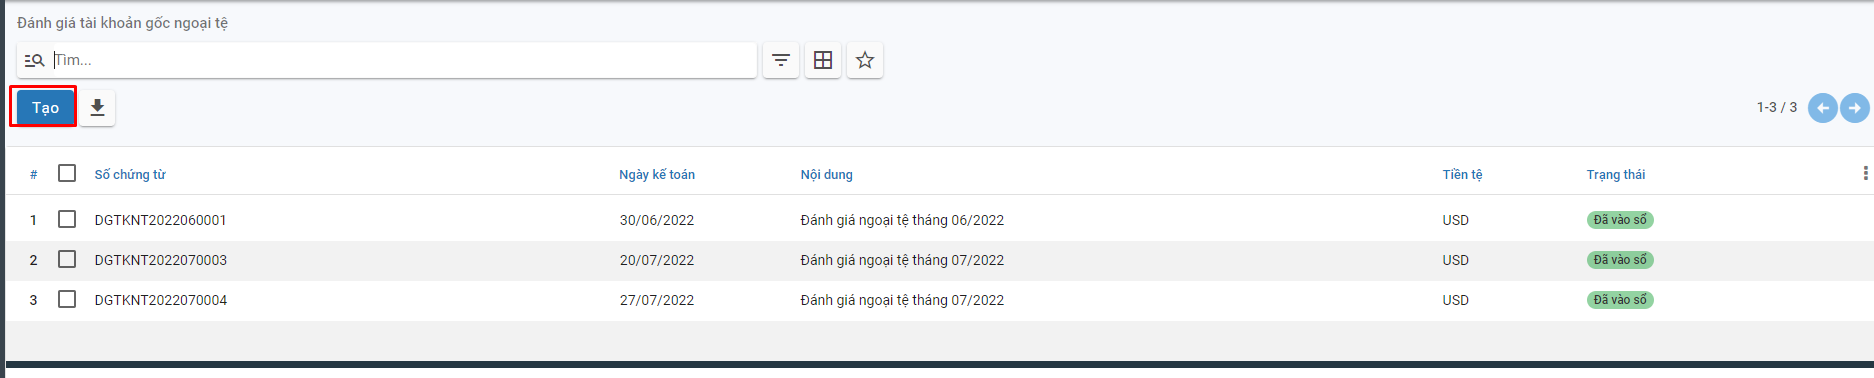 Đánh giá tài khoản gốc ngoại tệ
Tìm...
Tạo
1-3 / 3
# Số chứng từ Ngày kế toán Nội dung Tiền tệ Trạng thái
1 DGTKNT2022060001 30/06/2022 Đánh giá ngoại tệ tháng 06/2022 USD Đã vào sổ
2 DGTKNT2022070003 20/07/2022 Đánh giá ngoại tệ tháng 07/2022 USD Đã vào sổ
3 DGTKNT2022070004 27/07/2022 Đánh giá ngoại tệ tháng 07/2022 USD Đã vào sổ